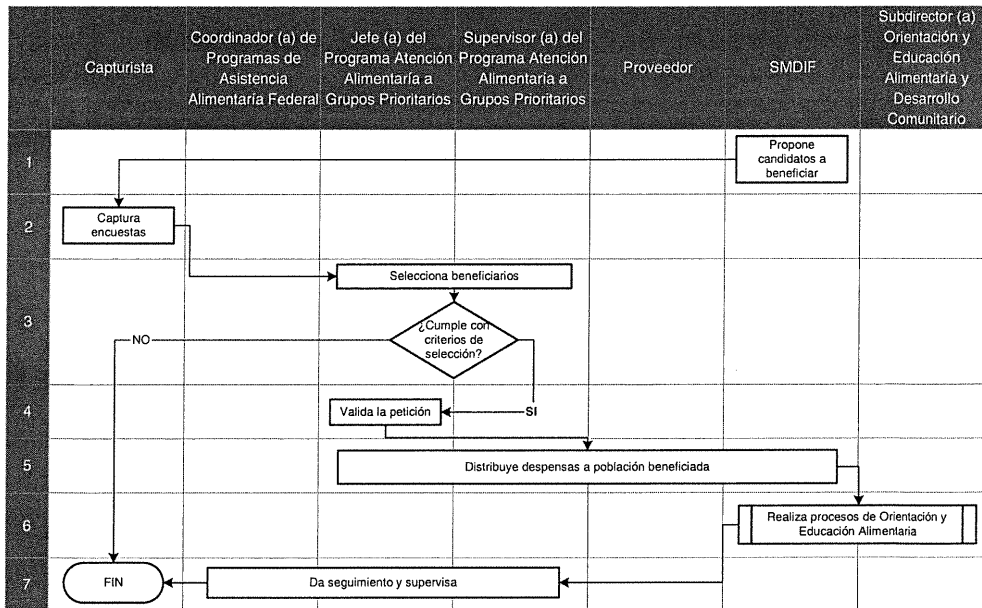 Capturista
Coordinador (a) de
Programas de
Asistencia
Alimentaría Federal
Jefe (a) del
Programa Atención
Alimentaría a
Grupos Prioritarios
Supervisor (a) del
Programa Atención
Alimentaría a
Grupos Prioritarios
Proveedor
SMDIF
Subdirector (a)
Orientación y
Educación
Alimentaria y
Desarrollo
Comunitario
1
Propone
candidatos a
beneficiar
2
Captura
encuestas
3
Selecciona beneficiarios
¿Cumple con
criterios de
selección?
NO
4
Valida la petición
SI
5
Distribuye despensas a población beneficiada
6
Realiza procesos de Orientación y
Educación Alimentaria
7
FIN
Da seguimiento y supervisa